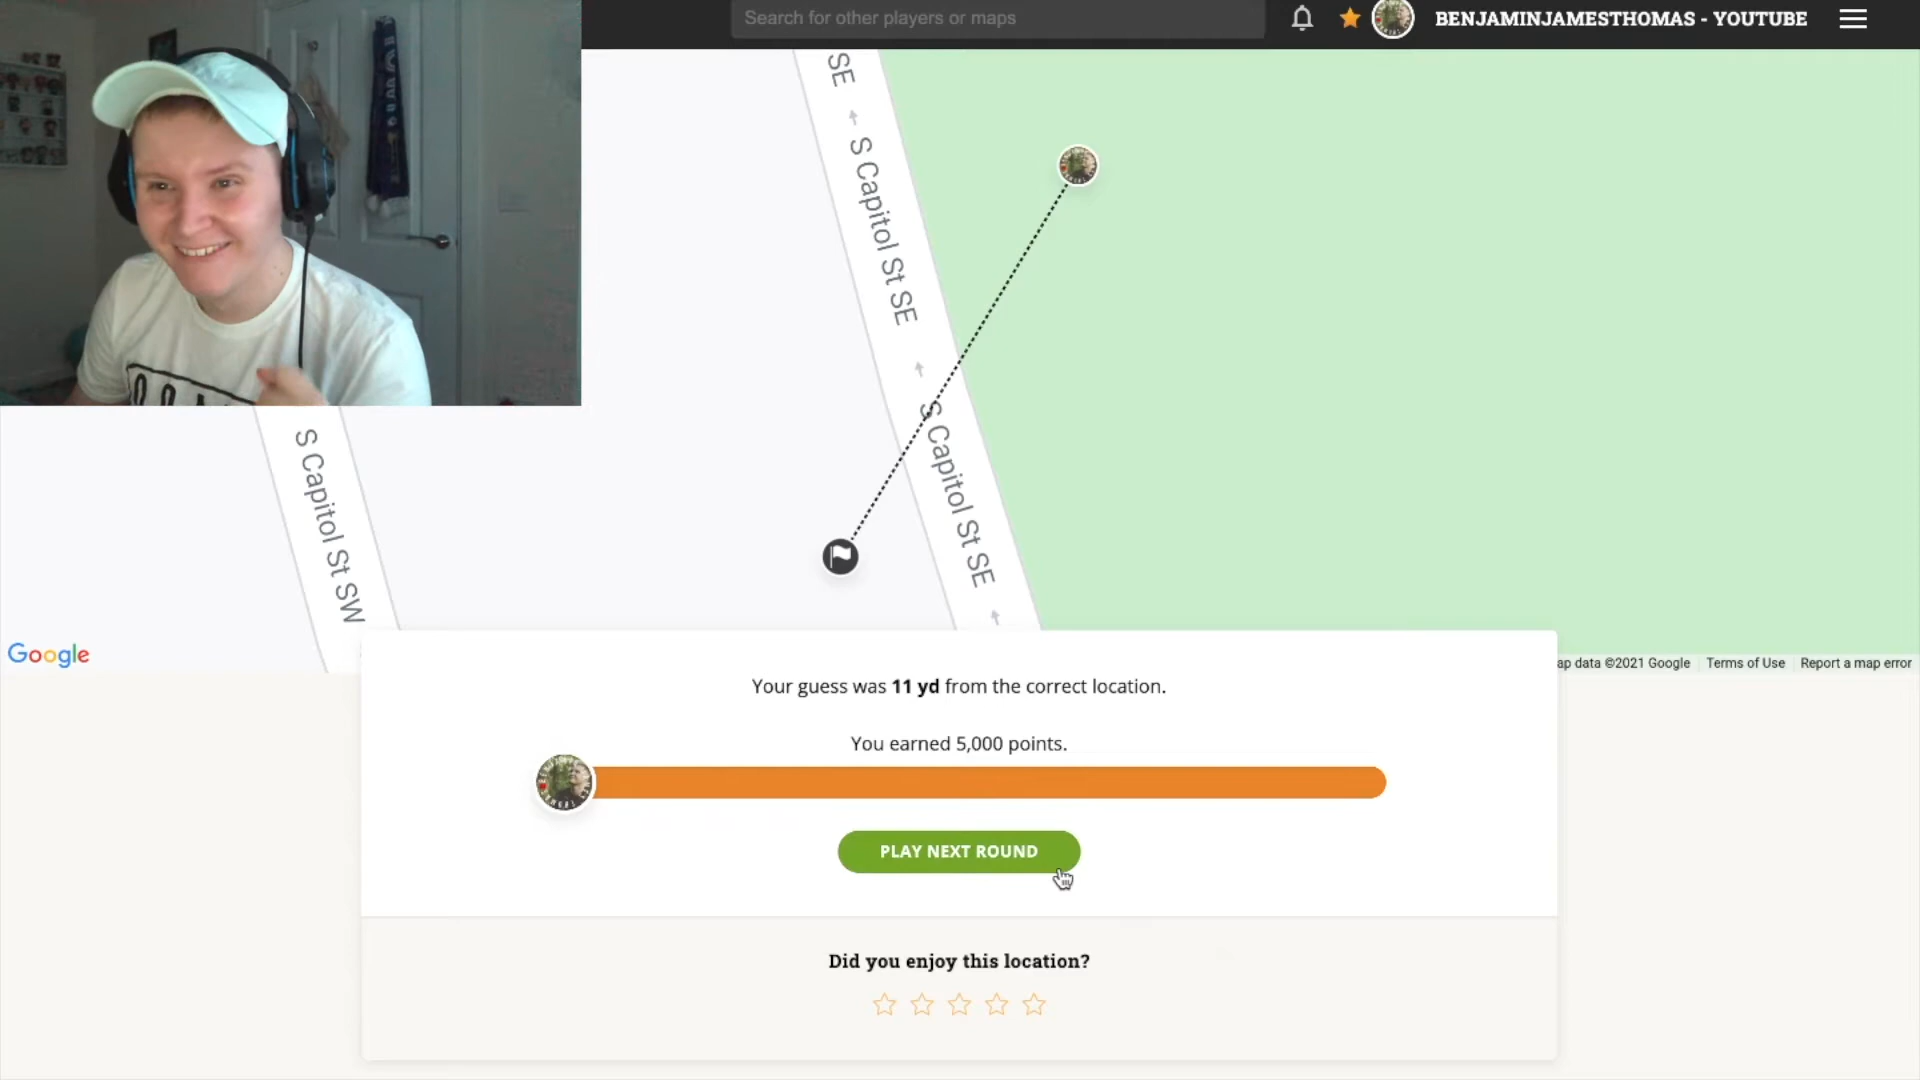 Search for other players or maps
BENJAMINJAMESTHOMAS - YOUTUBE
SE
S Capitol St SE
S Capitol St SE
S Capitol St SW
Google
ap data ©2021 Google
Terms of Use
Report a map error
Your guess was 11 yd from the correct location.
You earned 5,000 points.
PLAY NEXT ROUND
Did you enjoy this location?